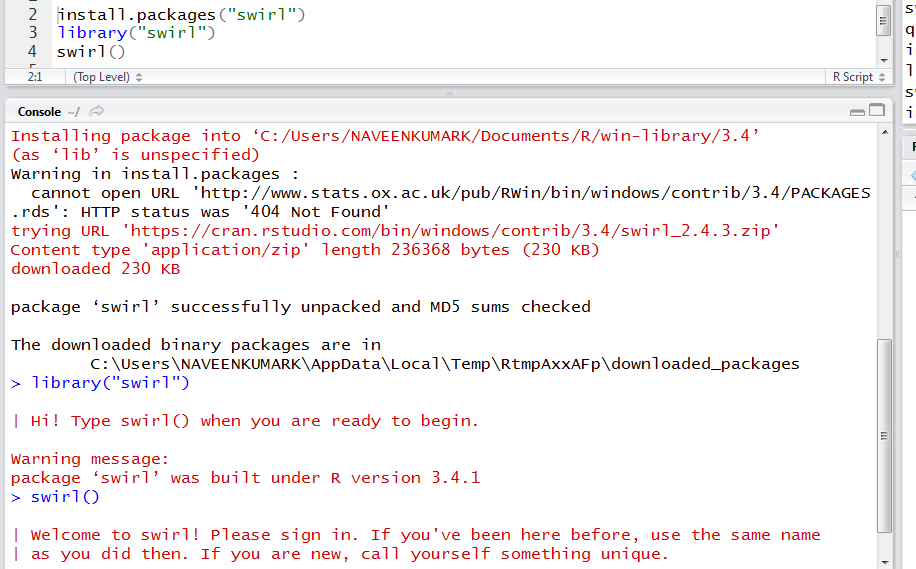 2 install.packages("swirl")
3 library("swirl")
4 swirl()
2:1 (Top Level) R Script
Console ~/
Installing package into ‘C:/Users/NAVEENKUMARK/Documents/R/win-library/3.4’
(as ‘lib’ is unspecified)
Warning in install.packages :
  cannot open URL 'http://www.stats.ox.ac.uk/pub/RWin/bin/windows/contrib/3.4/PACKAGES
.rds': HTTP status was '404 Not Found'
trying URL 'https://cran.rstudio.com/bin/windows/contrib/3.4/swirl_2.4.3.zip'
Content type 'application/zip' length 236368 bytes (230 KB)
downloaded 230 KB
package ‘swirl’ successfully unpacked and MD5 sums checked
The downloaded binary packages are in
        C:\Users\NAVEENKUMARK\AppData\Local\Temp\RtmpAxxAFp\downloaded_packages
> library("swirl")
| Hi! Type swirl() when you are ready to begin.
Warning message:
package ‘swirl’ was built under R version 3.4.1
> swirl()
| Welcome to swirl! Please sign in. If you've been here before, use the same name
| as you did then. If you are new, call yourself something unique.